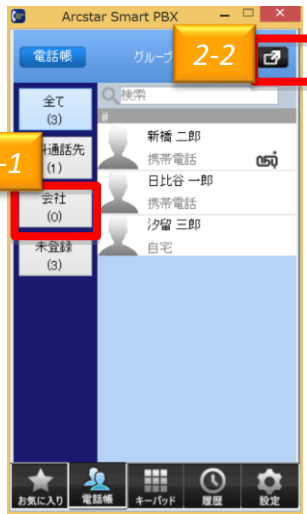 Arcstar Smart PBX
電話帳
グループ
2-2
全て
(3)
検索
#
通話先
(1)
-1
会社
(0)
未登録
(3)
新橋 二郎
携帯電話
050
日比谷 一郎
携帯電話
汐留 三郎
自宅
お気に入り
電話帳
キーパッド
履歴
設定